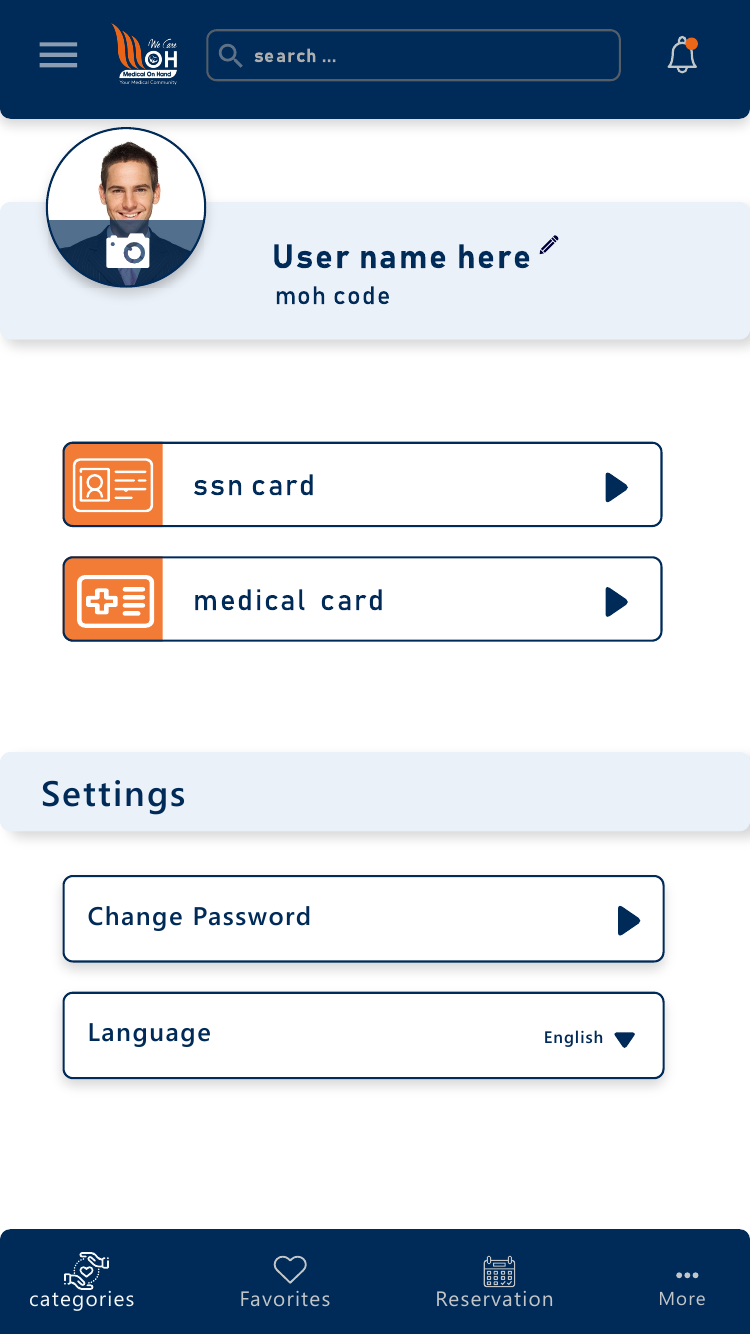 We Care
MOH
Medical On Hand
Your Medical Community
search ...
User name here
moh code
ssn card
medical card
Settings
Change Password
Language
English
categories
Favorites
Reservation
More